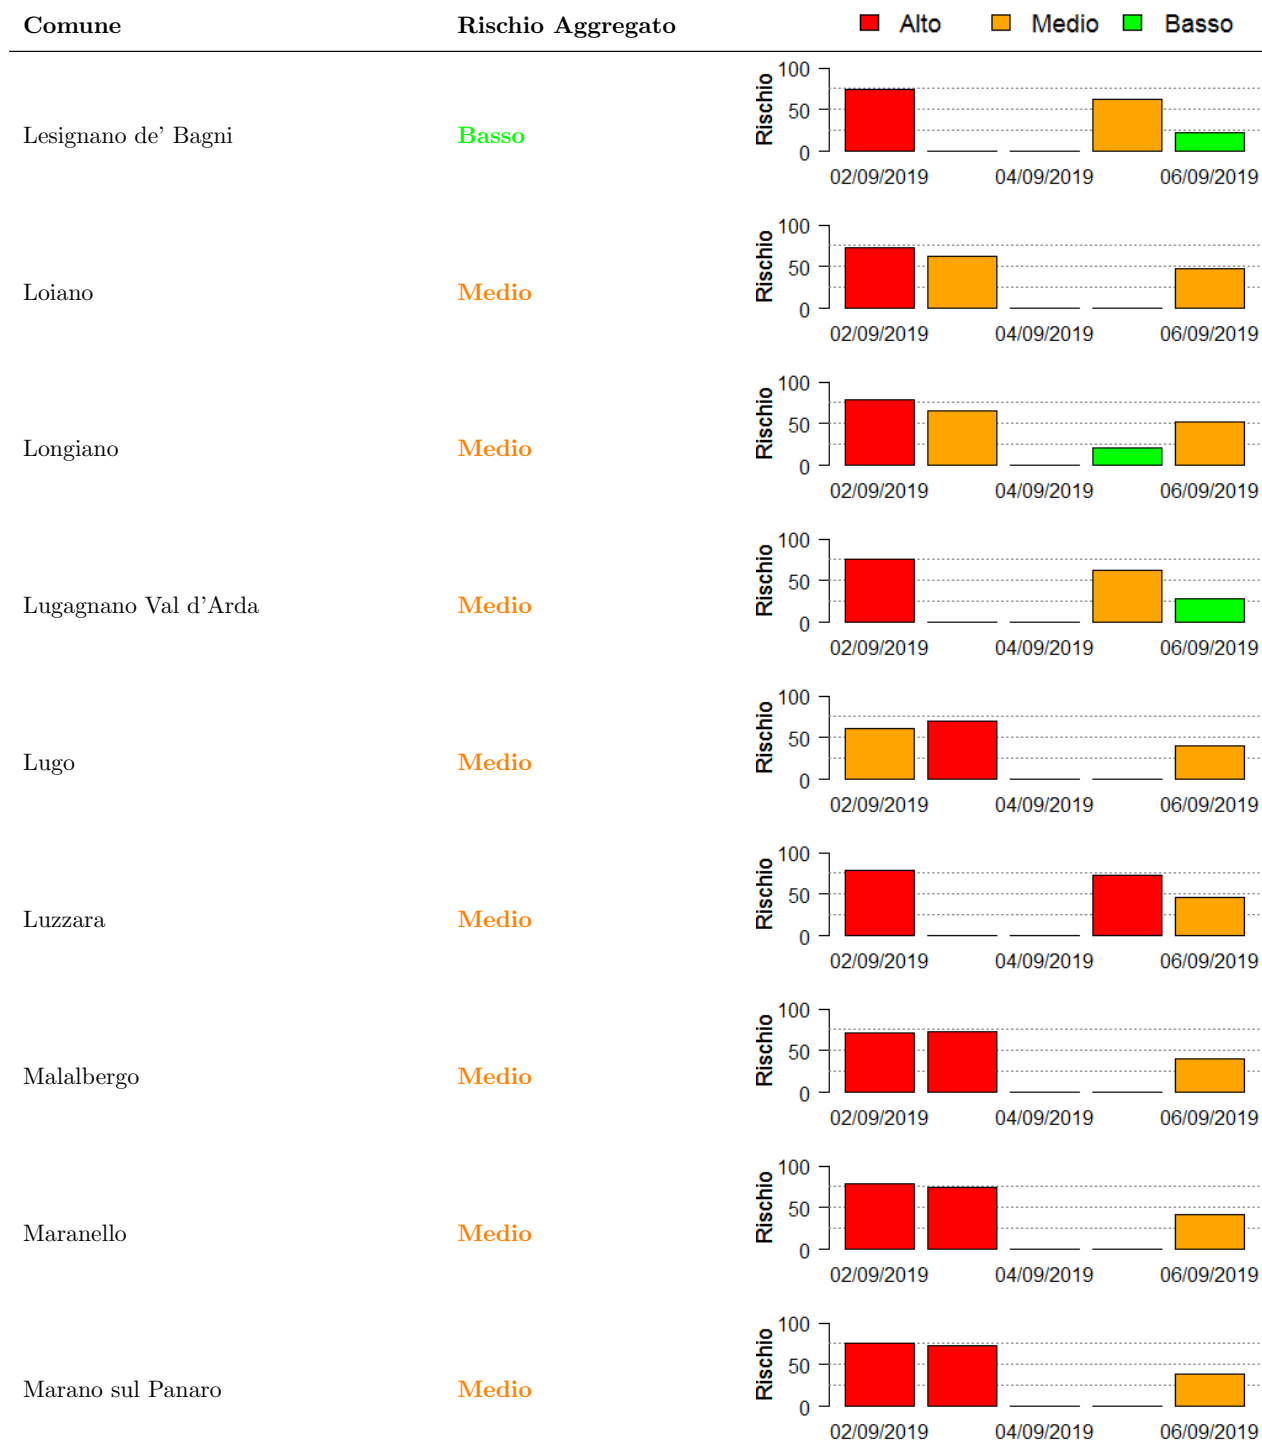 Comune Rischio Aggregato Alto Medio Basso
Lesignano de' Bagni Basso
Rischio
100
50
0
02/09/2019 04/09/2019 06/09/2019
Loiano Medio
Rischio
100
50
0
02/09/2019 04/09/2019 06/09/2019
Longiano Medio
Rischio
100
50
0
02/09/2019 04/09/2019 06/09/2019
Lugagnano Val d'Arda Medio
Rischio
100
50
0
02/09/2019 04/09/2019 06/09/2019
Lugo Medio
Rischio
100
50
0
02/09/2019 04/09/2019 06/09/2019
Luzzara Medio
Rischio
100
50
0
02/09/2019 04/09/2019 06/09/2019
Malalbergo Medio
Rischio
100
50
0
02/09/2019 04/09/2019 06/09/2019
Maranello Medio
Rischio
100
50
0
02/09/2019 04/09/2019 06/09/2019
Marano sul Panaro Medio
Rischio
100
50
0
02/09/2019 04/09/2019 06/09/2019